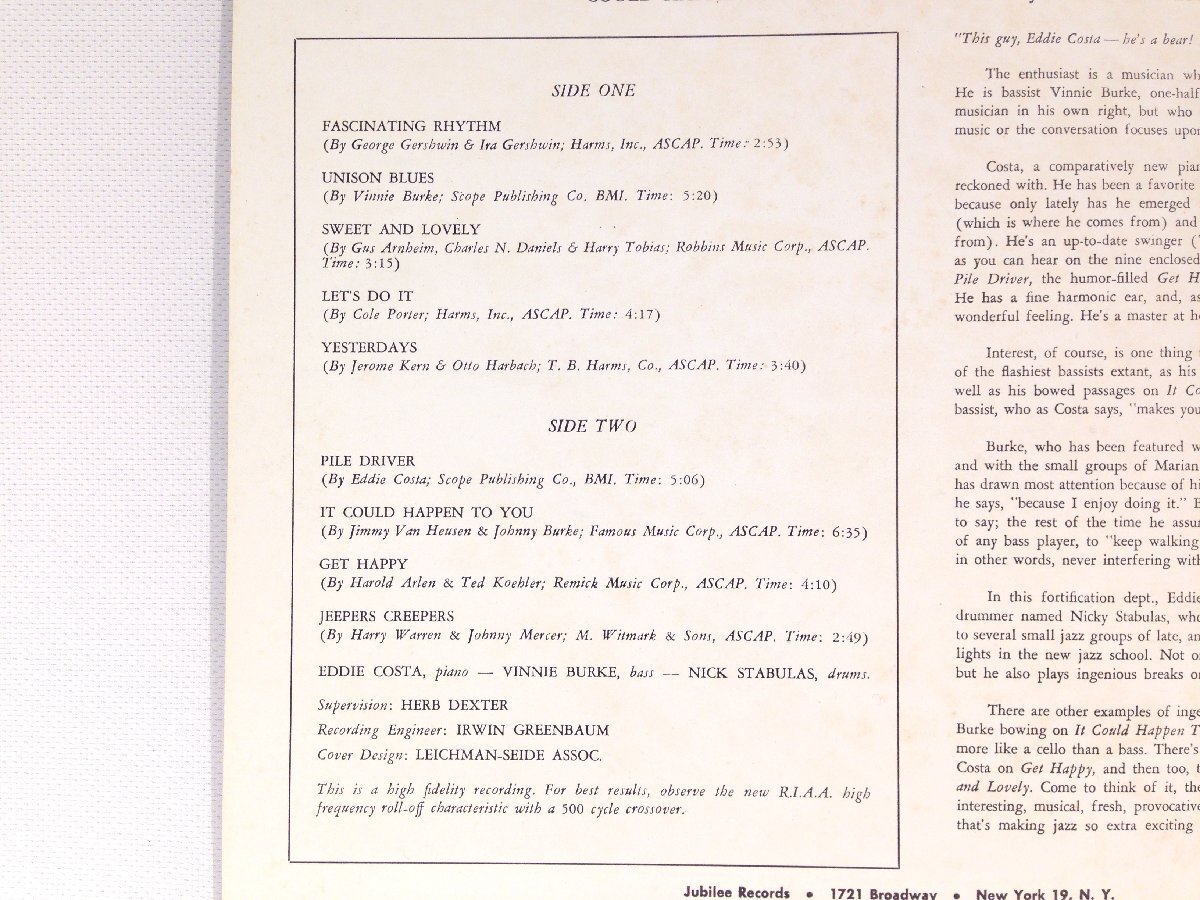 SIDE ONE
FASCINATING RHYTHM
(By George Gershwin & Ira Gershwin; Harms, Inc., ASCAP. Time: 2:53)
UNISON BLUES
(By Vinnie Burke; Scope Publishing Co. BMI. Time: 5:20)
SWEET AND LOVELY
(By Gus Arnheim, Charles N. Daniels & Harry Tobias; Robbins Music Corp., ASCAP.
Time: 3:15)
LET'S DO IT
(By Cole Porter; Harms, Inc., ASCAP. Time: 4:17)
YESTERDAYS
(By Jerome Kern & Otto Harbach; T. B. Harms, Co., ASCAP. Time: 3:40)
SIDE TWO
PILE DRIVER
(By Eddie Costa; Scope Publishing Co., BMI. Time: 5:06)
IT COULD HAPPEN TO YOU
(By Jimmy Van Heusen & Johnny Burke; Famous Music Corp., ASCAP. Time: 6:35)
GET HAPPY
(By Harold Arlen & Ted Koehler; Remick Music Corp., ASCAP. Time: 4:10)
JEEPERS CREEPERS
(By Harry Warren & Johnny Mercer; M. Witmark & Sons, ASCAP. Time: 2:49)
EDDIE COSTA, piano — VINNIE BURKE, bass — NICK STABULAS, drums.
Supervision: HERB DEXTER
Recording Engineer: IRWIN GREENBAUM
Cover Design: LEICHMAN-SEIDE ASSOC.
This is a high fidelity recording. For best results, observe the new R.I.A.A. high
frequency roll-off characteristic with a 500 cycle crossover.
"This guy, Eddie Costa — he's a bear!
The enthusiast is a musician
He is bassist Vinnie Burke, one-half
musician in his own right, but who
music or the conversation focuses
Costa, a comparatively new
reckoned with. He has been a favorite
because only lately has he emerged
(which is where he comes from) and
from). He's an up-to-date swinger
as you can hear on the nine enclosed
Pile Driver, the humor-filled Get
He has a fine harmonic ear, and, as
wonderful feeling. He's a master at
Interest, of course, is one thing
of the flashiest bassists extant, as his
well as his bowed passages on It
bassist, who as Costa says, "makes you
Burke, who has been featured
and with the small groups of Marian
has drawn most attention because of
he says, "because I enjoy doing it."
to say; the rest of the time he
of any bass player, to "keep walking
in other words, never interfering
In this fortification dept., Eddie
drummer named Nicky Stabulas,
to several small jazz groups of late,
lights in the new jazz school. Not
but he also plays ingenious breaks
There are other examples of
Burke bowing on It Could Happen
more like a cello than a bass. There's
Costa on Get Happy, and then too,
and Lovely. Come to think of it,
interesting, musical, fresh, provocative
that's making jazz so extra exciting
Jubilee Records • 1721 Broadway • New York 19, N. Y.